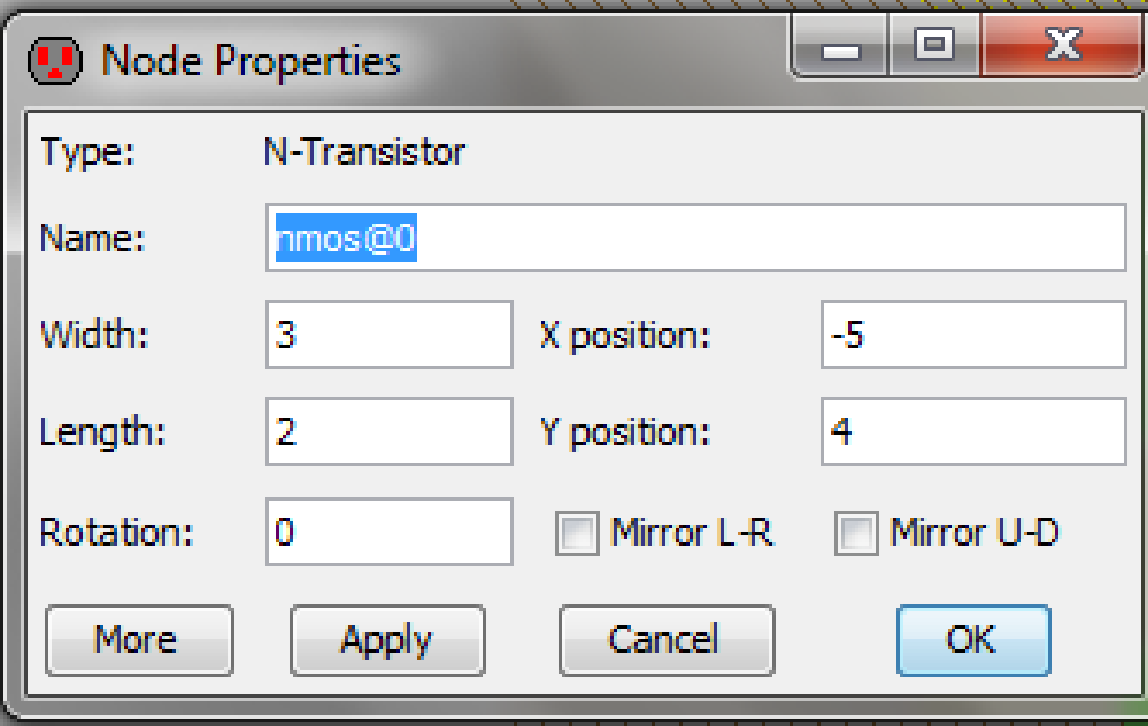 Node Properties
Type: N-Transistor
Name: nmos@0
Width: 3 X position: -5
Length: 2 Y position: 4
Rotation: 0 Mirror L-R Mirror U-D
More Apply Cancel OK